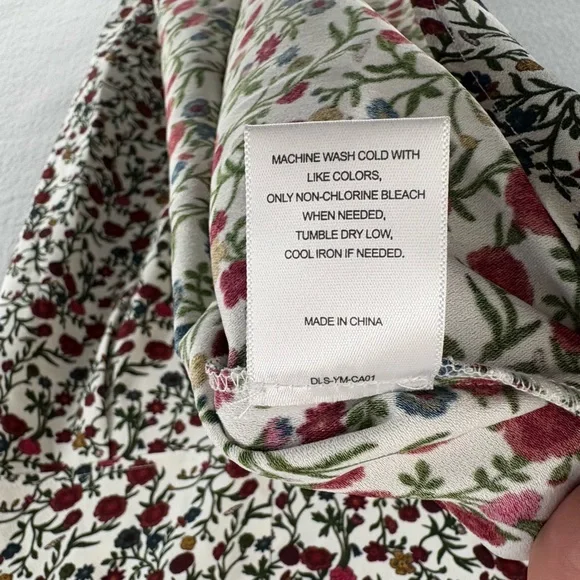 MACHINE WASH COLD WITH
LIKE COLORS,
ONLY NON-CHLORINE BLEACH
WHEN NEEDED,
TUMBLE DRY LOW,
COOL IRON IF NEEDED.
MADE IN CHINA
DLS-YM-CA01